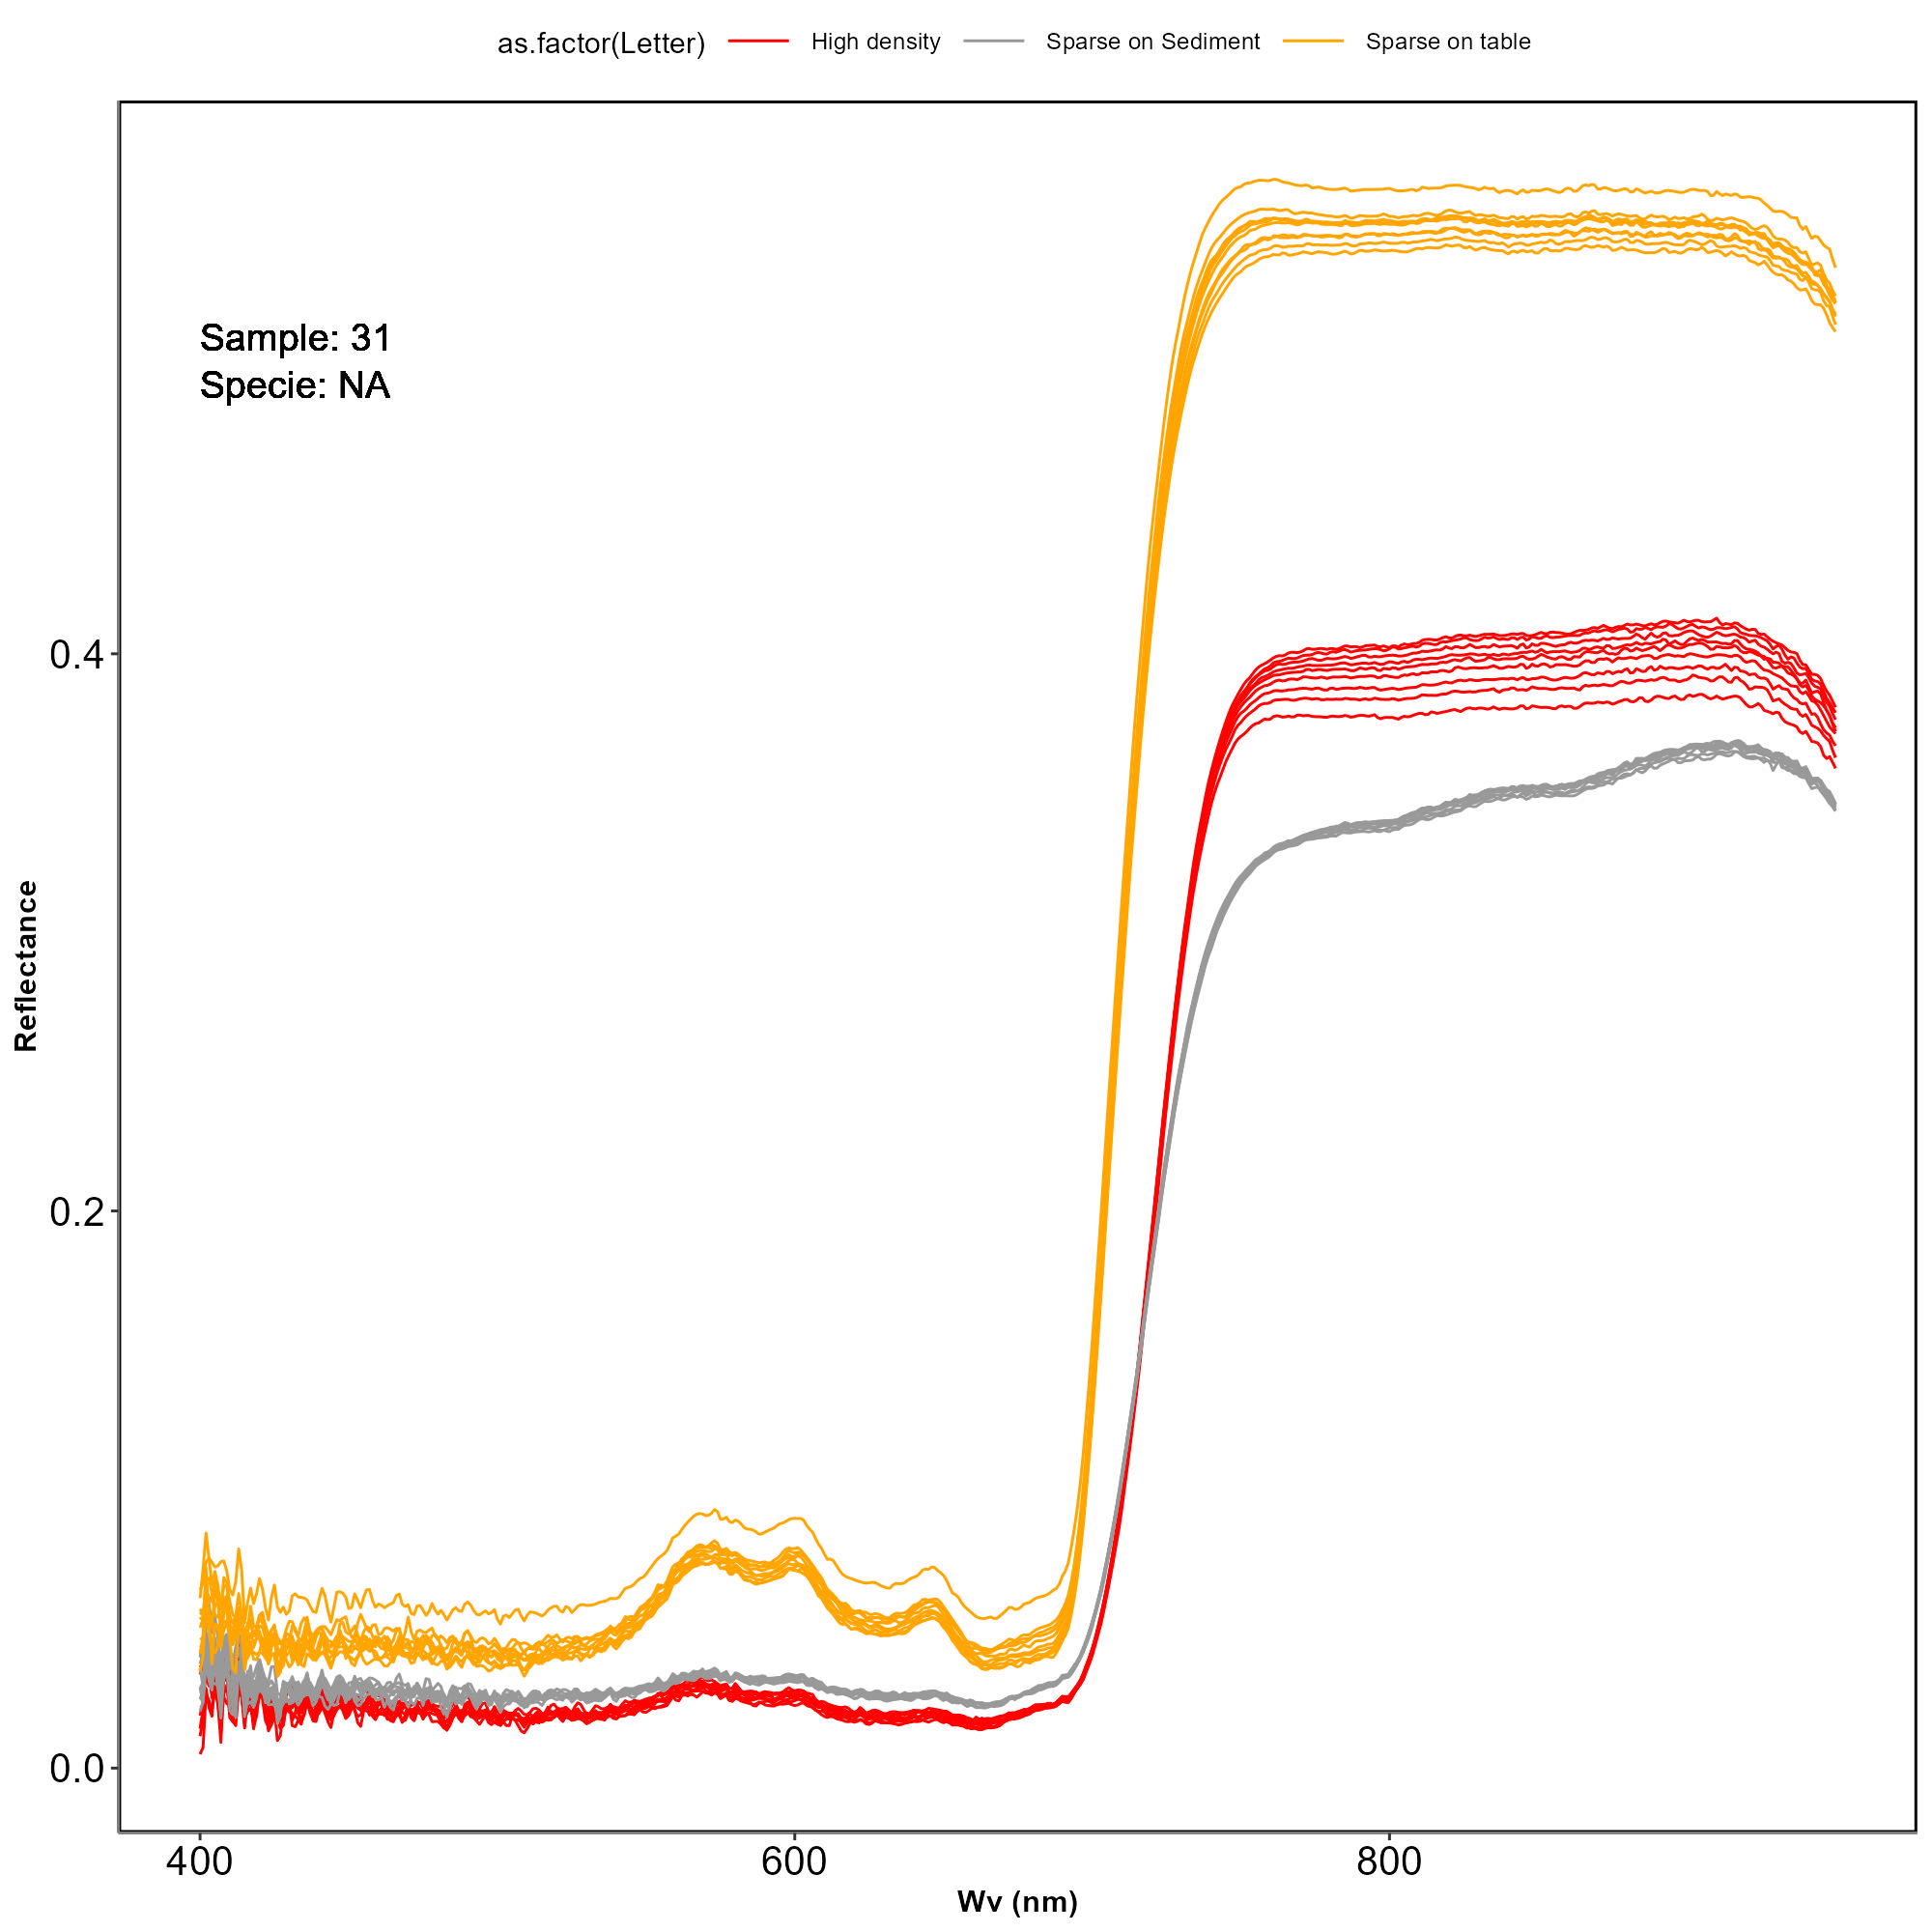 as.factor(Letter) High density Sparse on Sediment Sparse on table
Sample: 31
Specie: NA
0.4
0.2
0.0
Reflectance
400 600 800
Wv (nm)